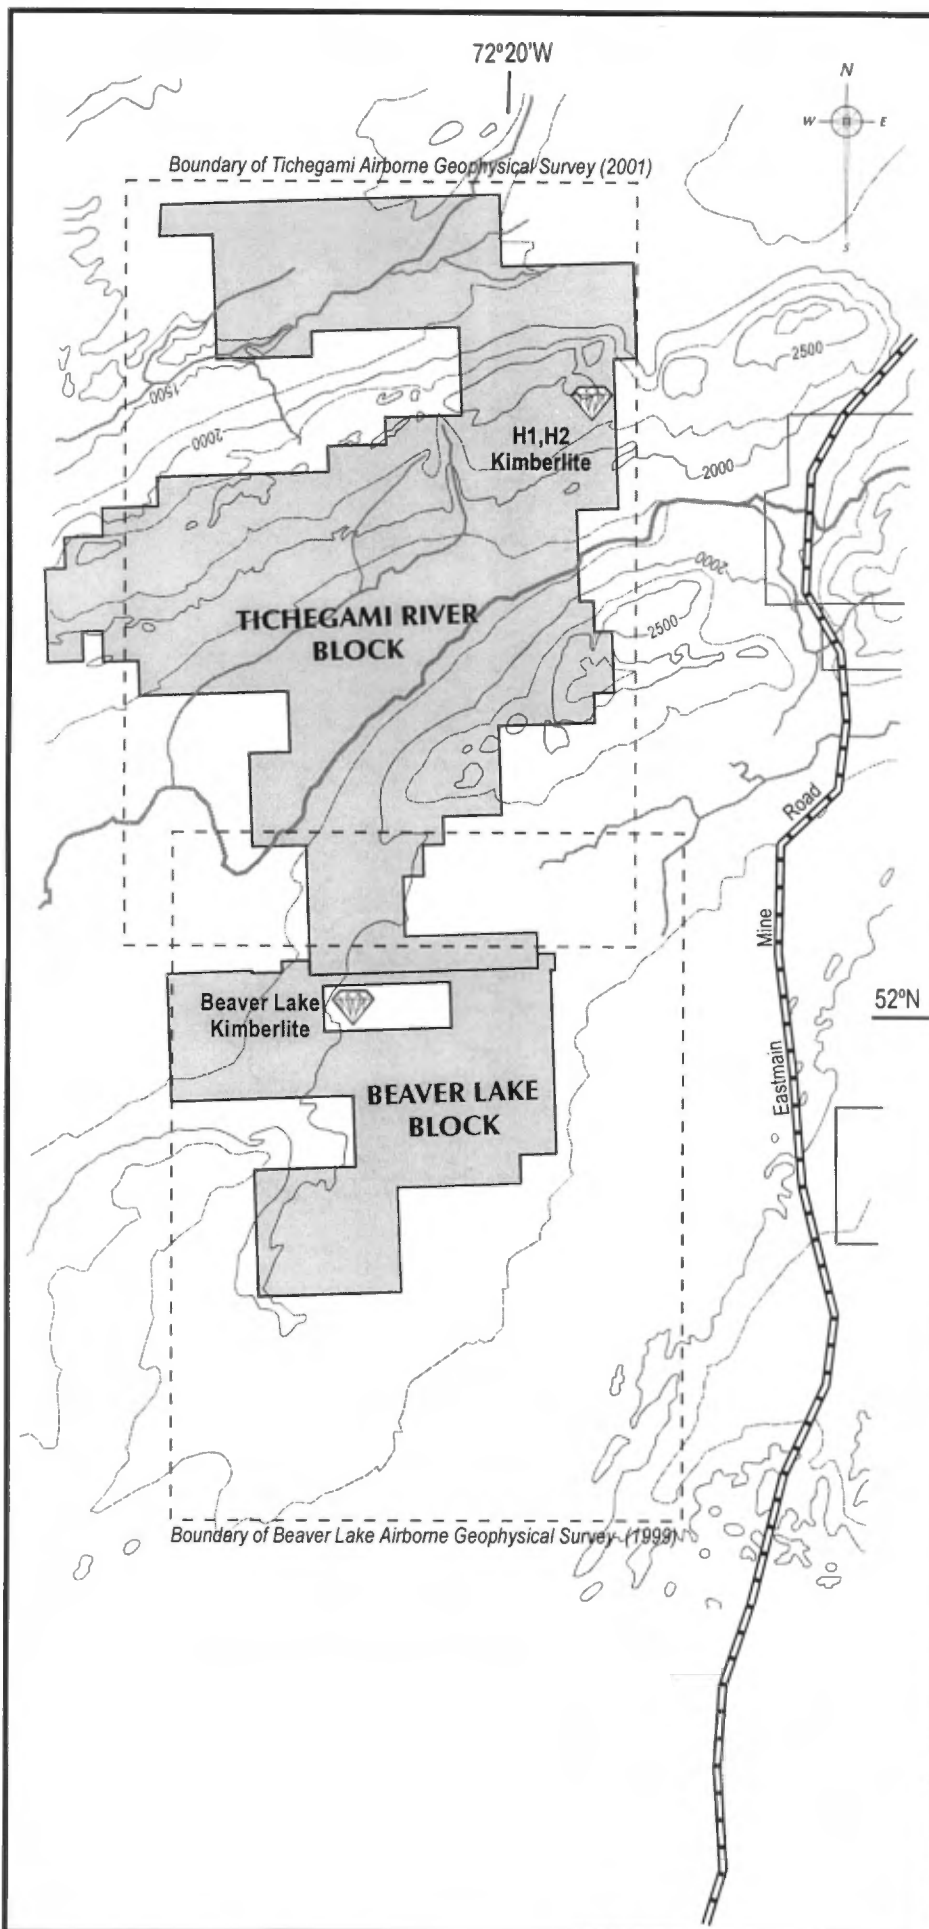 72°20'W
N
W
E
S
Boundary of Tichegami Airborne Geophysical Survey (2001)
2500
1500
2000
H1,H2
Kimberlite
2000
2000
TICHEGAMI RIVER
BLOCK
2500
Road
Mine
Eastmain
Beaver Lake
Kimberlite
52°N
BEAVER LAKE
BLOCK
Boundary of Beaver Lake Airborne Geophysical Survey (1999)